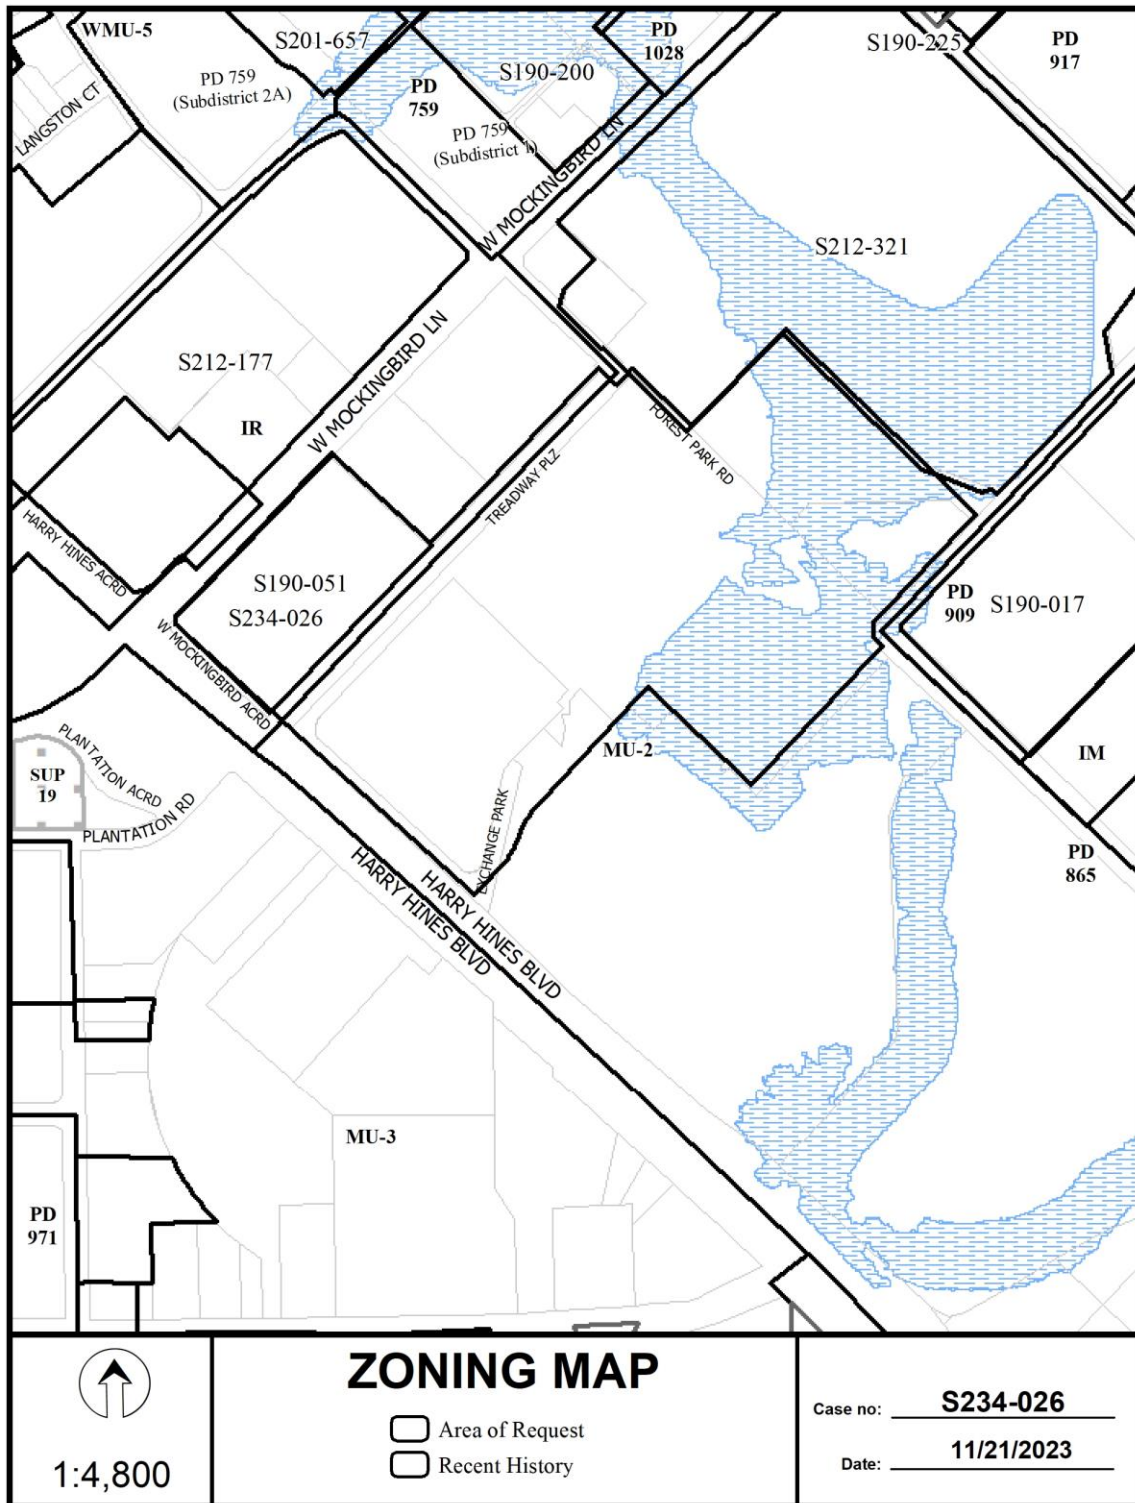 WMU-5
S201-657
PD
1028
S190-225
PD
917
PD 759
(Subdistrict 2A)
PD
759
S190-200
LANGSTON CT
PD 759
(Subdistrict 1)
W MOCKINGBIRD LN
S212-321
S212-177
W MOCKINGBIRD LN
IR
FOREST PARK RD
TREADWAY PLZ
HARRY HINES ACRD
S190-051
S234-026
PD
909
S190-017
W MOCKINGBIRD ACRD
PLANTATION ACRD
MU-2
IM
SUP
19
PLANTATION RD
EXCHANGE PARK
PD
865
HARRY HINES BLVD
HARRY HINES BLVD
MU-3
PD
971
1:4,800
ZONING MAP
Area of Request
Recent History
Case no: S234-026
Date: 11/21/2023